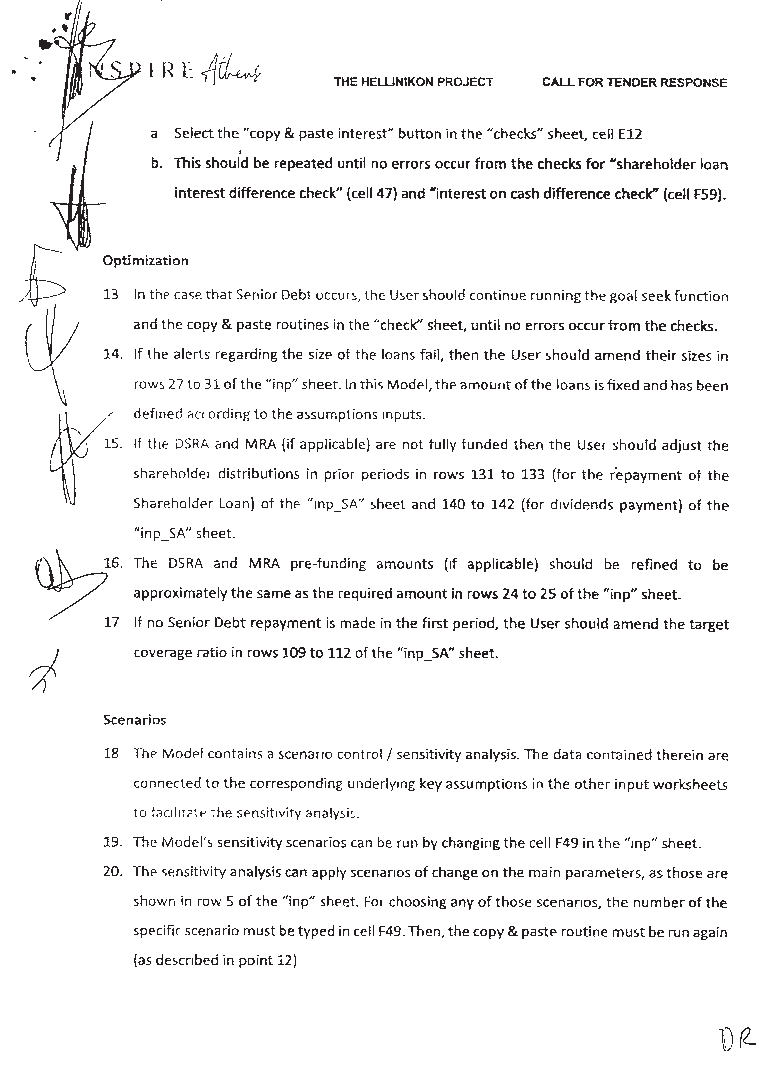 NSPIRE Athens
THE HELLINIKON PROJECT CALL FOR TENDER RESPONSE
a Select the "copy & paste interest" button in the "checks" sheet, cell E12
b. This should be repeated until no errors occur from the checks for "shareholder loan
interest difference check" (cell 47) and "interest on cash difference check" (cell F59).
Optimization
13 In the case that Senior Debt occurs, the User should continue running the goal seek function
and the copy & paste routines in the "check" sheet, until no errors occur from the checks.
14. If the alerts regarding the size of the loans fail, then the User should amend their sizes in
rows 27 to 31 of the "inp" sheet. In this Model, the amount of the loans is fixed and has been
defined according to the assumptions inputs.
15. If the DSRA and MRA (if applicable) are not fully funded then the User should adjust the
shareholder distributions in prior periods in rows 131 to 133 (for the repayment of the
Shareholder Loan) of the "inp_SA" sheet and 140 to 142 (for dividends payment) of the
"inp_SA" sheet.
16. The DSRA and MRA pre-funding amounts (if applicable) should be refined to be
approximately the same as the required amount in rows 24 to 25 of the "inp" sheet.
17 If no Senior Debt repayment is made in the first period, the User should amend the target
coverage ratio in rows 109 to 112 of the "inp_SA" sheet.
Scenarios
18 The Model contains a scenario control / sensitivity analysis. The data contained therein are
connected to the corresponding underlying key assumptions in the other input worksheets
to facilitate the sensitivity analysis.
19. The Model's sensitivity scenarios can be run by changing the cell F49 in the "inp" sheet.
20. The sensitivity analysis can apply scenarios of change on the main parameters, as those are
shown in row 5 of the "inp" sheet. For choosing any of those scenarios, the number of the
specific scenario must be typed in cell F49. Then, the copy & paste routine must be run again
(as described in point 12)
DR